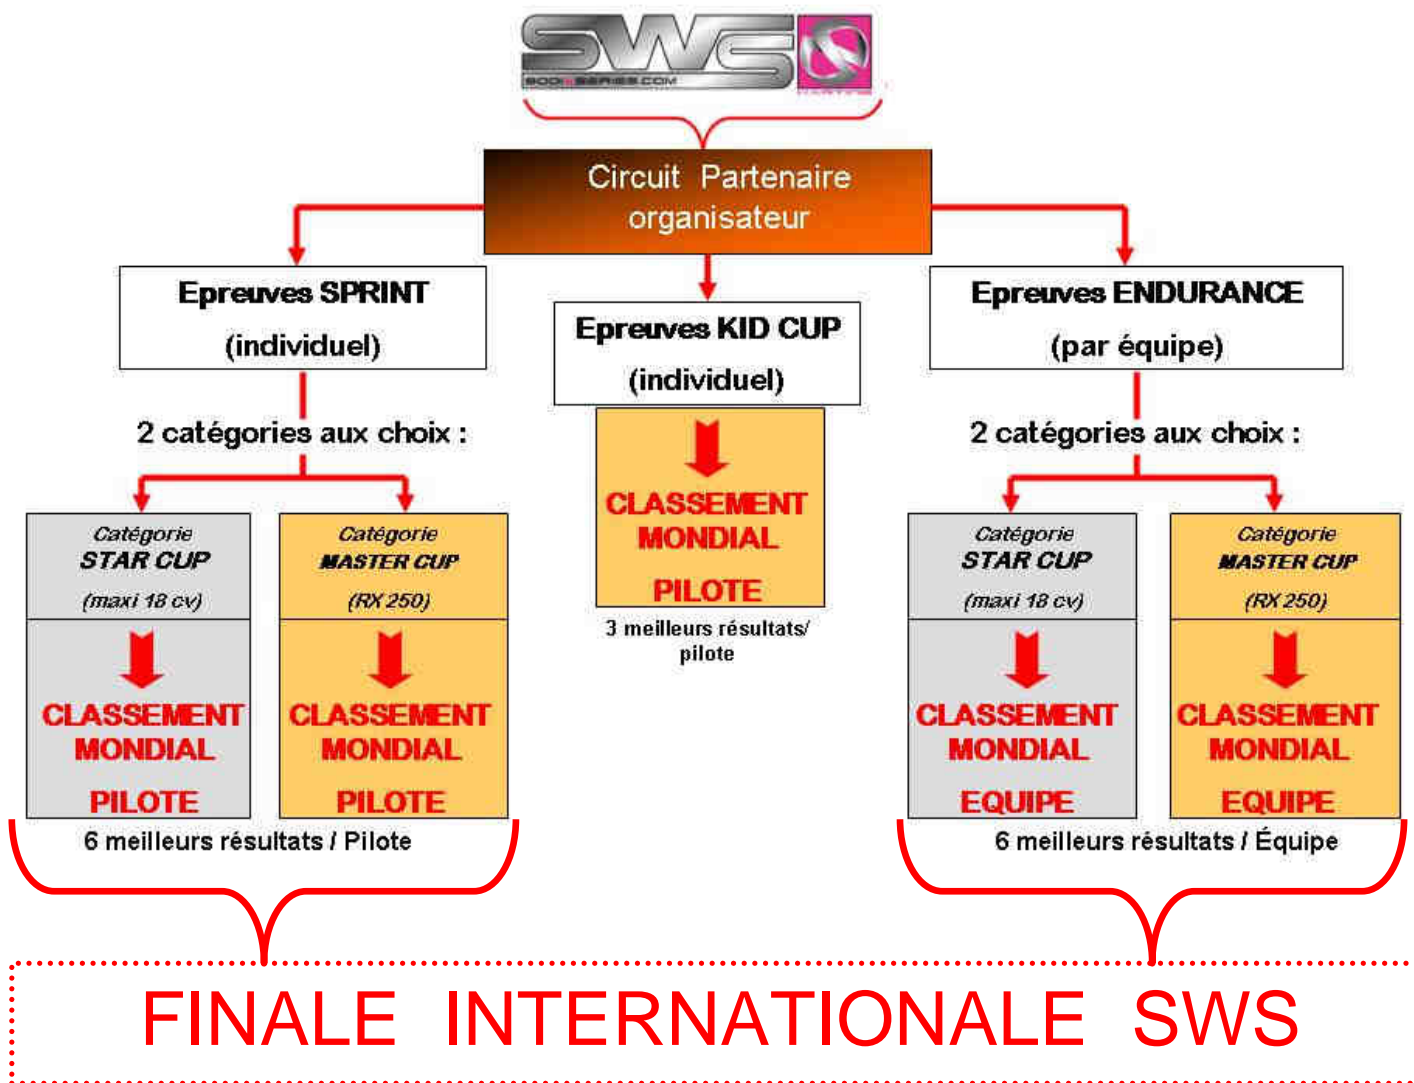 SWS
Circuit Partenaire
organisateur
Epreuves SPRINT
(individuel)
2 catégories aux choix :
Catégorie
STAR CUP
(maxi 18 cv)
CLASSEMENT
MONDIAL
PILOTE
Catégorie
MASTER CUP
(RX 250)
CLASSEMENT
MONDIAL
PILOTE
6 meilleurs résultats / Pilote
Epreuves KID CUP
(individuel)
CLASSEMENT
MONDIAL
PILOTE
3 meilleurs résultats/
pilote
Epreuves ENDURANCE
(par équipe)
2 catégories aux choix :
Catégorie
STAR CUP
(maxi 18 cv)
CLASSEMENT
MONDIAL
EQUIPE
Catégorie
MASTER CUP
(RX 250)
CLASSEMENT
MONDIAL
EQUIPE
6 meilleurs résultats / Équipe
FINALE INTERNATIONALE SWS